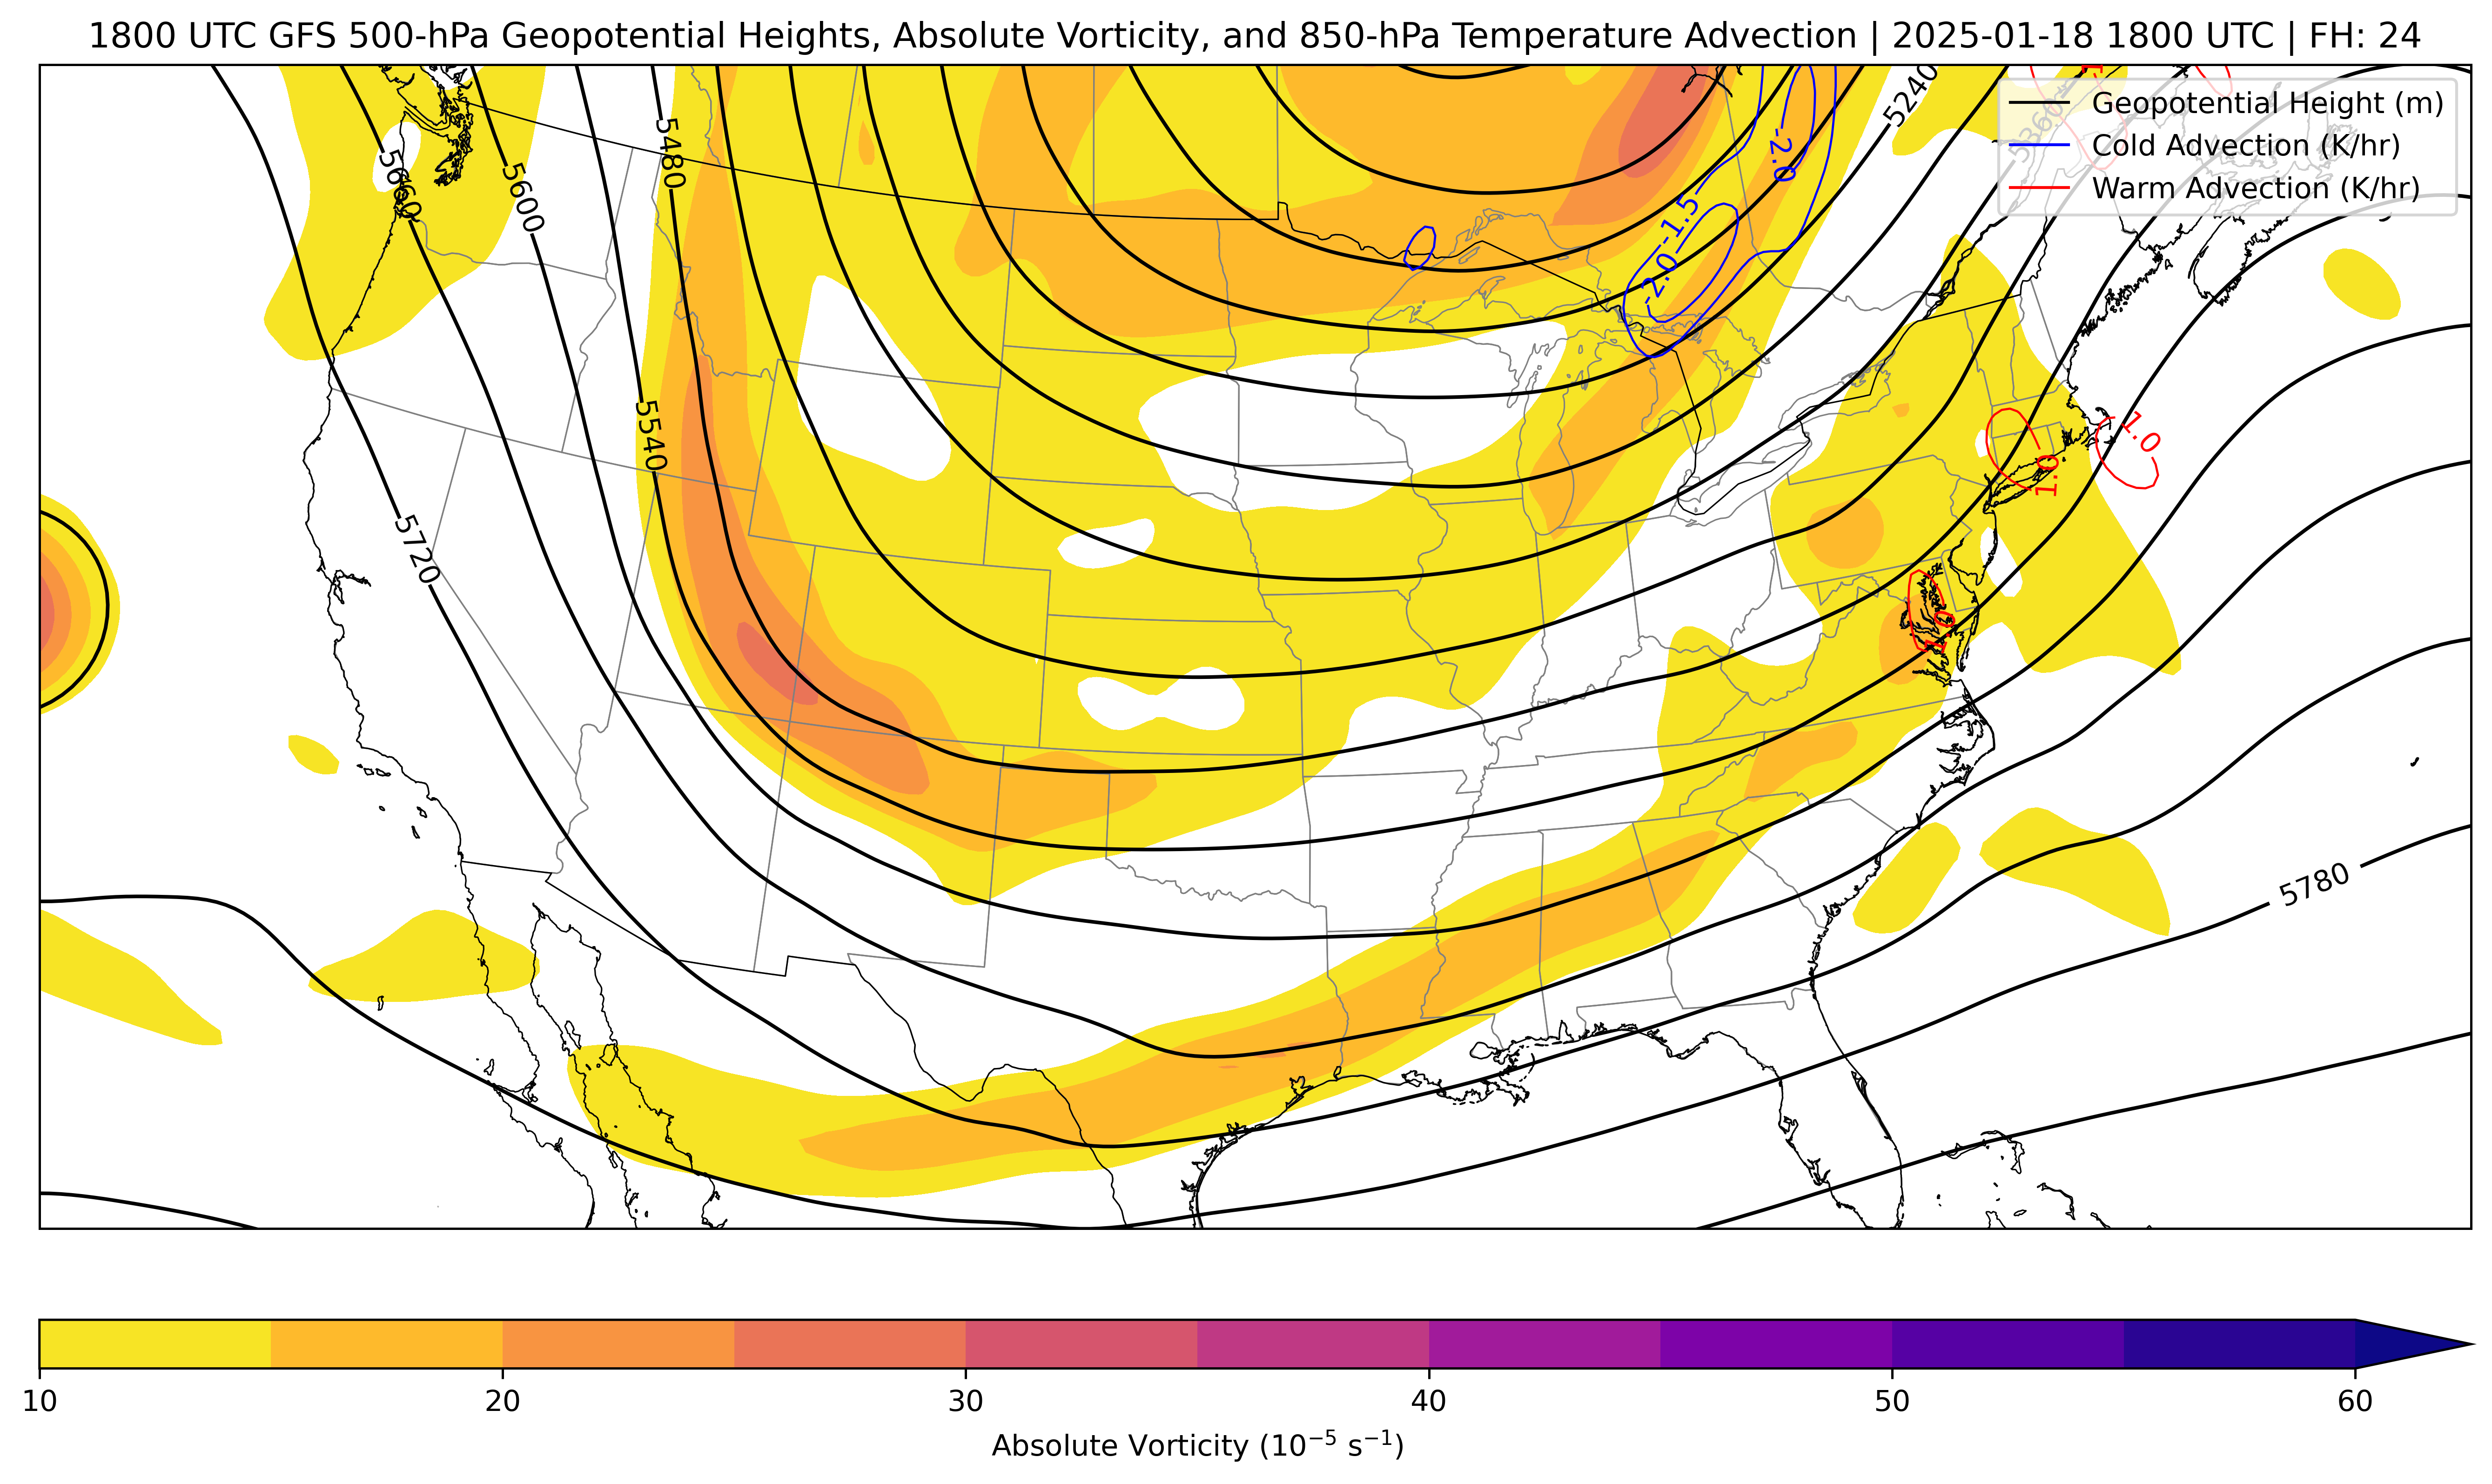 1800 UTC GFS 500-hPa Geopotential Heights, Absolute Vorticity, and 850-hPa Temperature Advection | 2025-01-18 1800 UTC | FH: 24
Geopotential Height (m)
Cold Advection (K/hr)
Warm Advection (K/hr)
5240
5360
5480
5660
5600
-2.0
-1.5
-2.0
5540
1.0
1.0
5720
1.0
5780
10 20 30 40 50 60
Absolute Vorticity (10⁻⁵ s⁻¹)